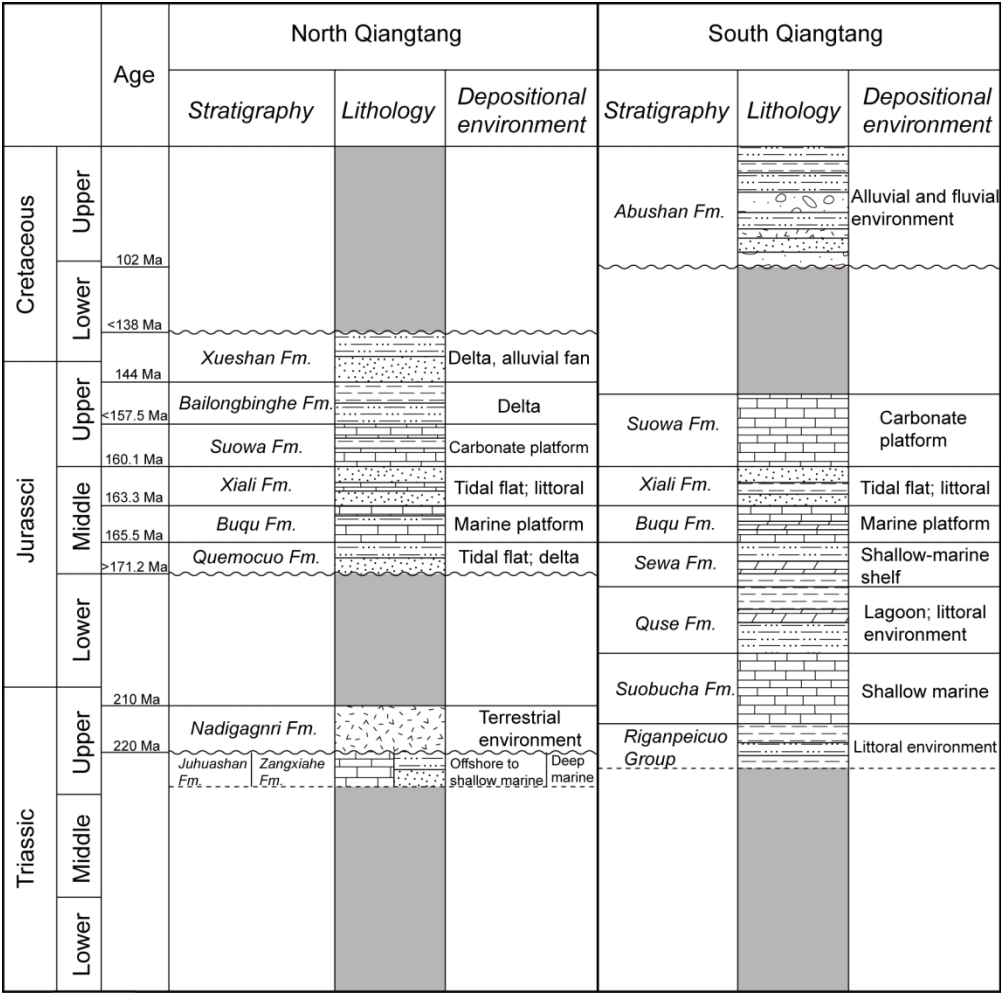 North Qiangtang
South Qiangtang
Age
Stratigraphy
Lithology
Depositional
environment
Stratigraphy
Lithology
Depositional
environment
Cretaceous
Upper
Lower
102 Ma
<138 Ma
Abushan Fm.
Alluvial and fluvial
environment
Xueshan Fm.
Delta, alluvial fan
Jurassci
Upper
Middle
Lower
144 Ma
<157.5 Ma
160.1 Ma
163.3 Ma
165.5 Ma
>171.2 Ma
Bailongbinghe Fm.
Delta
Suowa Fm.
Carbonate platform
Xiali Fm.
Tidal flat; littoral
Buqu Fm.
Marine platform
Quemocuo Fm.
Tidal flat; delta
Suowa Fm.
Carbonate
platform
Xiali Fm.
Tidal flat; littoral
Buqu Fm.
Marine platform
Sewa Fm.
Shallow-marine
shelf
Quse Fm.
Lagoon; littoral
environment
Suobucha Fm.
Shallow marine
Riganpeicuo
Group
Littoral environment
Triassic
Upper
Middle
Lower
210 Ma
220 Ma
Nadigagnri Fm.
Terrestrial
environment
Juhuashan
Fm.
Zangxiahe
Fm.
Offshore to
shallow marine
Deep
marine